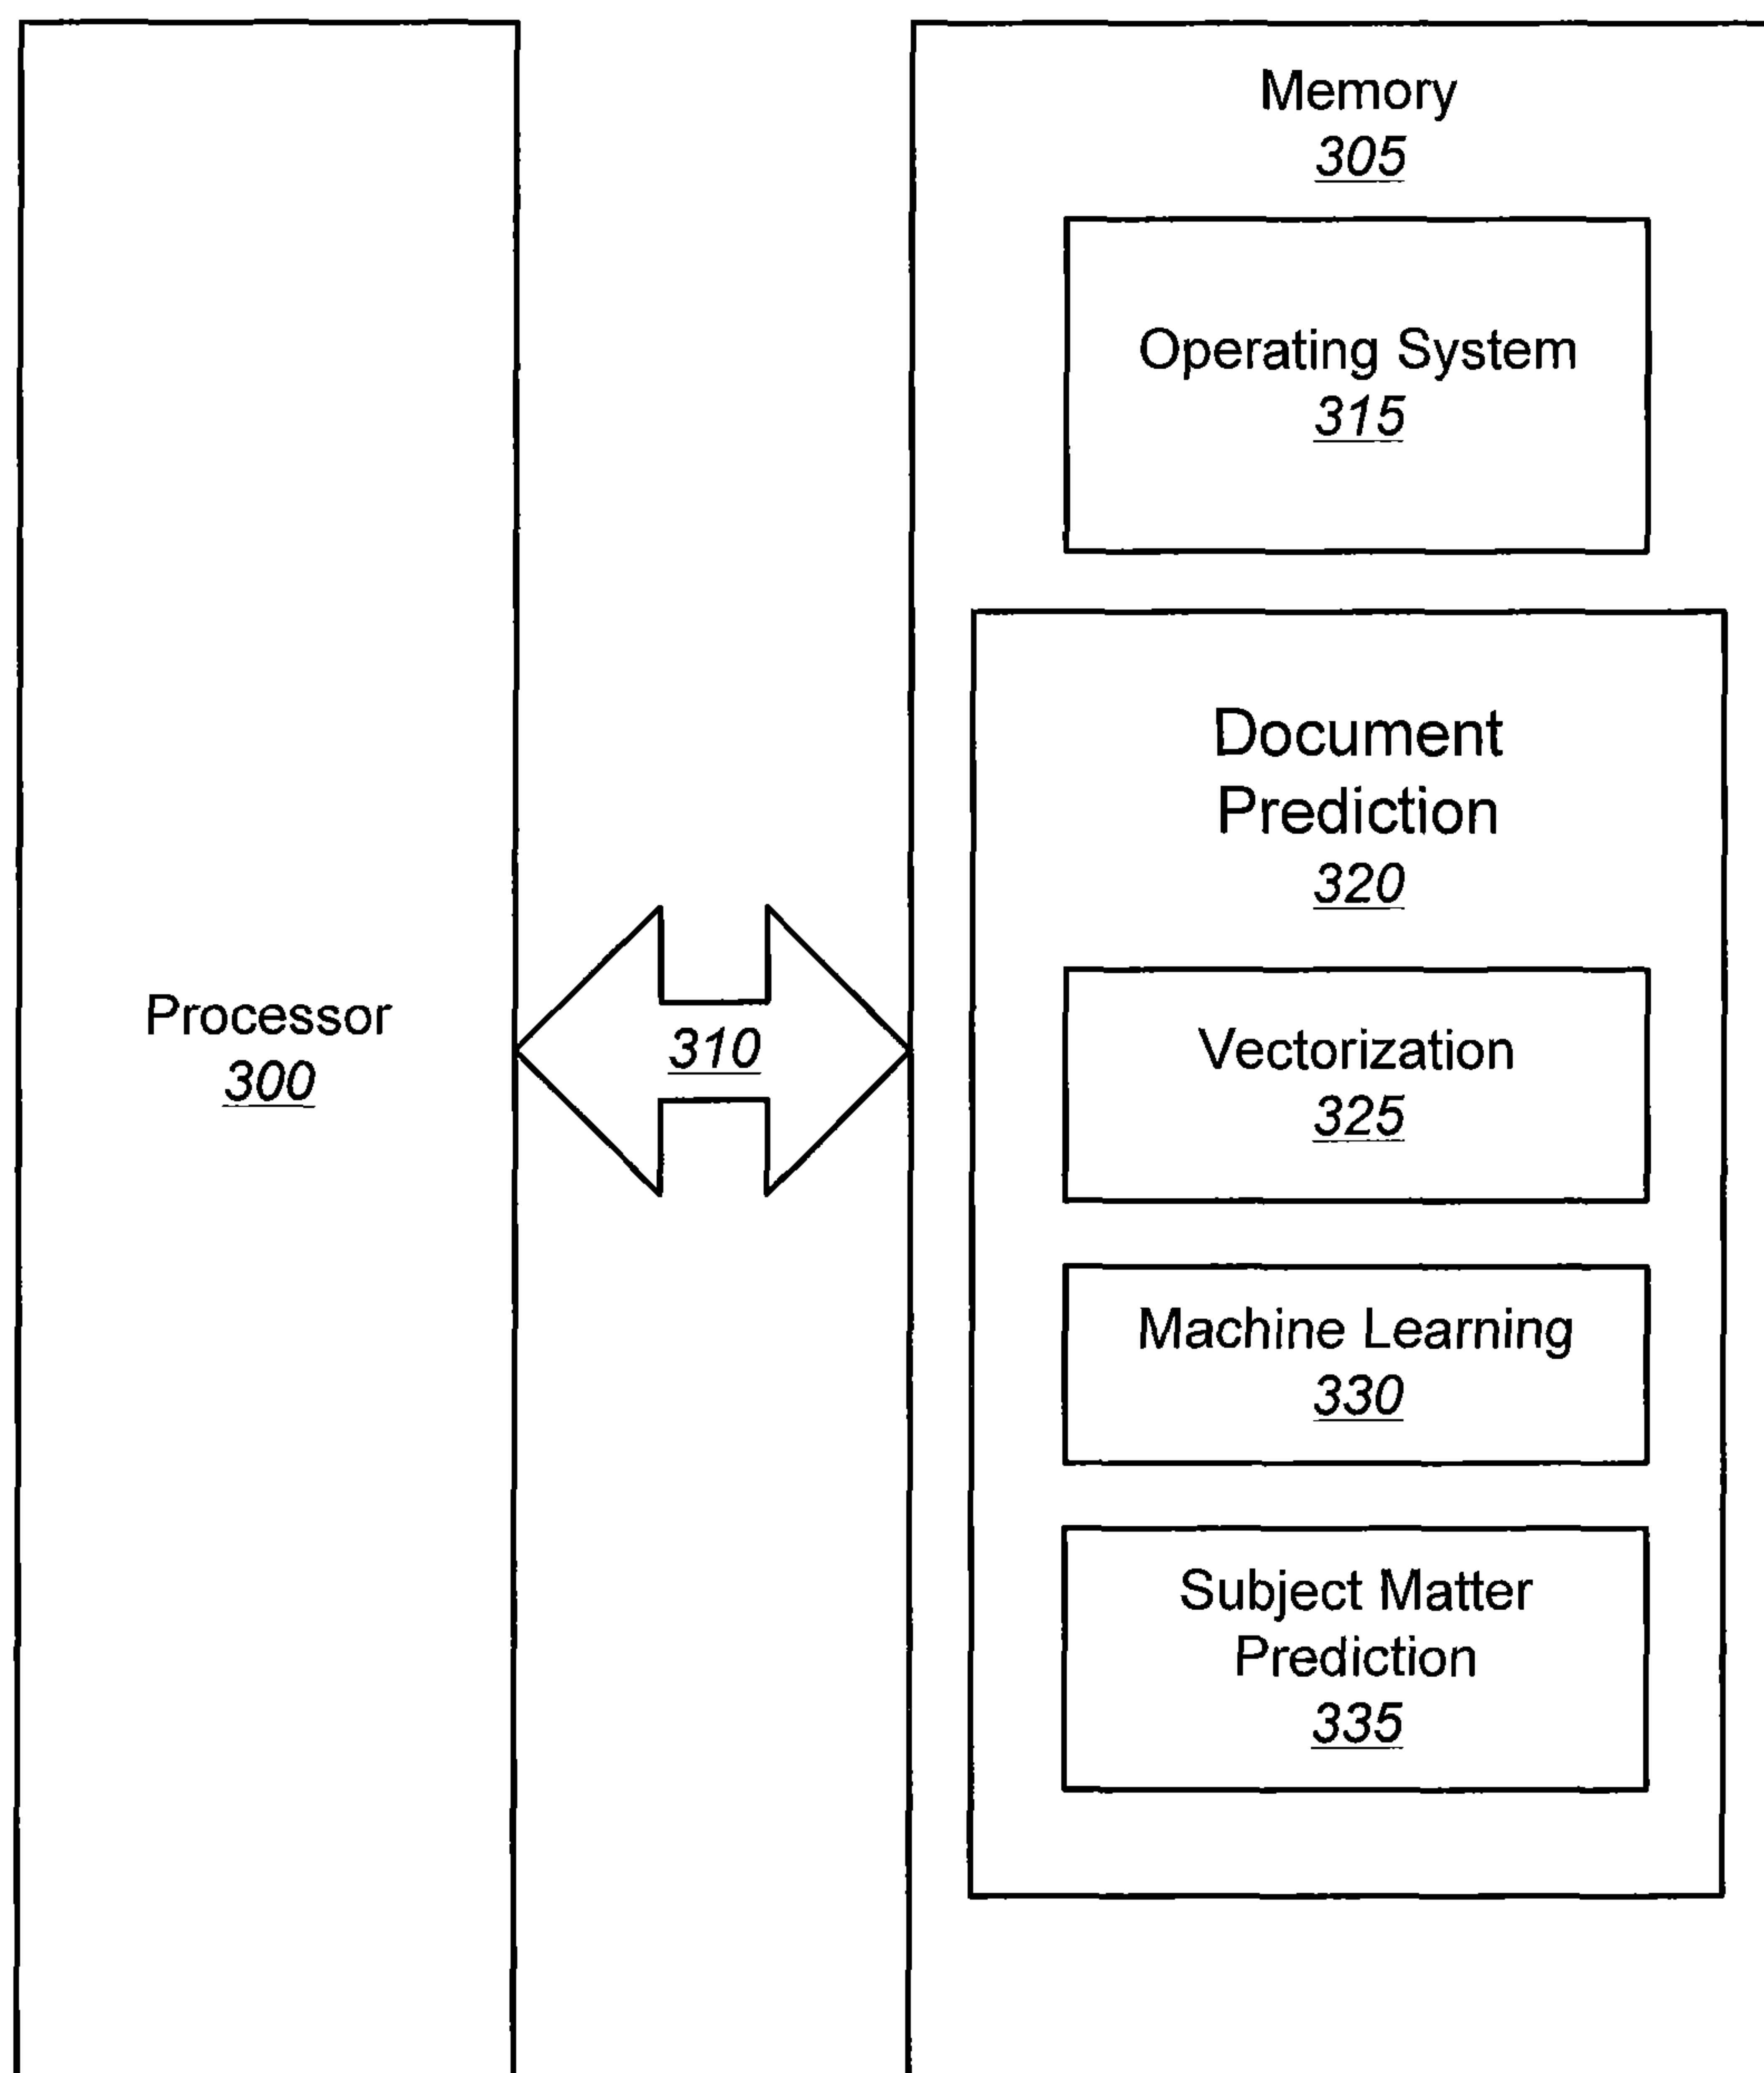 Memory
305
Operating System
315
Document
Prediction
320
Processor
300
310
Vectorization
325
Machine Learning
330
Subject Matter
Prediction
335